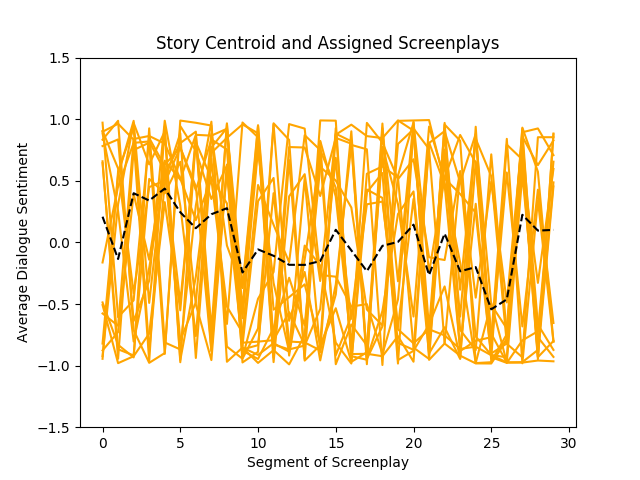 Story Centroid and Assigned Screenplays
1.5
1.0
0.5
0.0
−0.5
−1.0
−1.5
Average Dialogue Sentiment
0 5 10 15 20 25 30
Segment of Screenplay